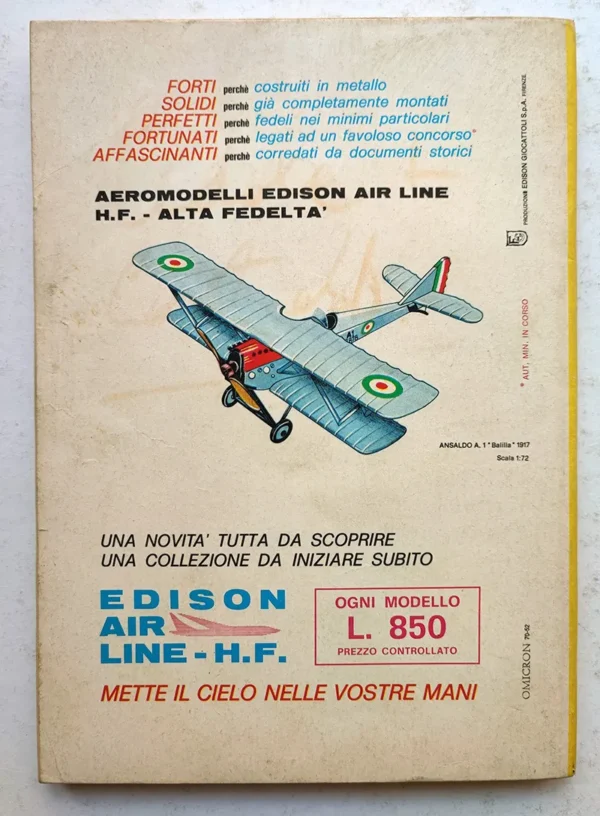 FORTI perchè costruiti in metallo
SOLIDI perchè già completamente montati
PERFETTI perchè fedeli nei minimi particolari
FORTUNATI perchè legati ad un favoloso concorso*
AFFASCINANTI perchè corredati da documenti storici
AEROMODELLI EDISON AIR LINE
H.F. - ALTA FEDELTA'
PRODUZIONE EDISON GIOCATTOLI S.p.A. FIRENZE
* AUT. MIN. IN CORSO
ANSALDO A. 1 "Balilla" 1917
Scala 1:72
UNA NOVITA' TUTTA DA SCOPRIRE
UNA COLLEZIONE DA INIZIARE SUBITO
EDISON
AIR
LINE - H.F.
OGNI MODELLO
L. 850
PREZZO CONTROLLATO
METTE IL CIELO NELLE VOSTRE MANI
OMICRON 70-52